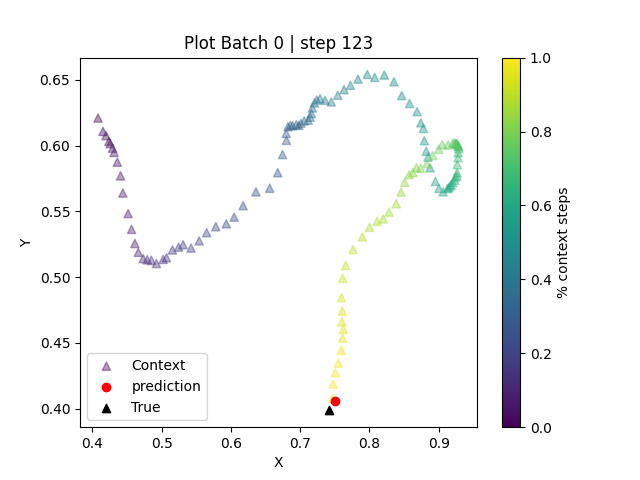 Plot Batch 0 | step 123
Y
0.65
0.60
0.55
0.50
0.45
0.40
Context
prediction
True
0.4 0.5 0.6 0.7 0.8 0.9
X
1.0
0.8
0.6
0.4
0.2
0.0
% context steps